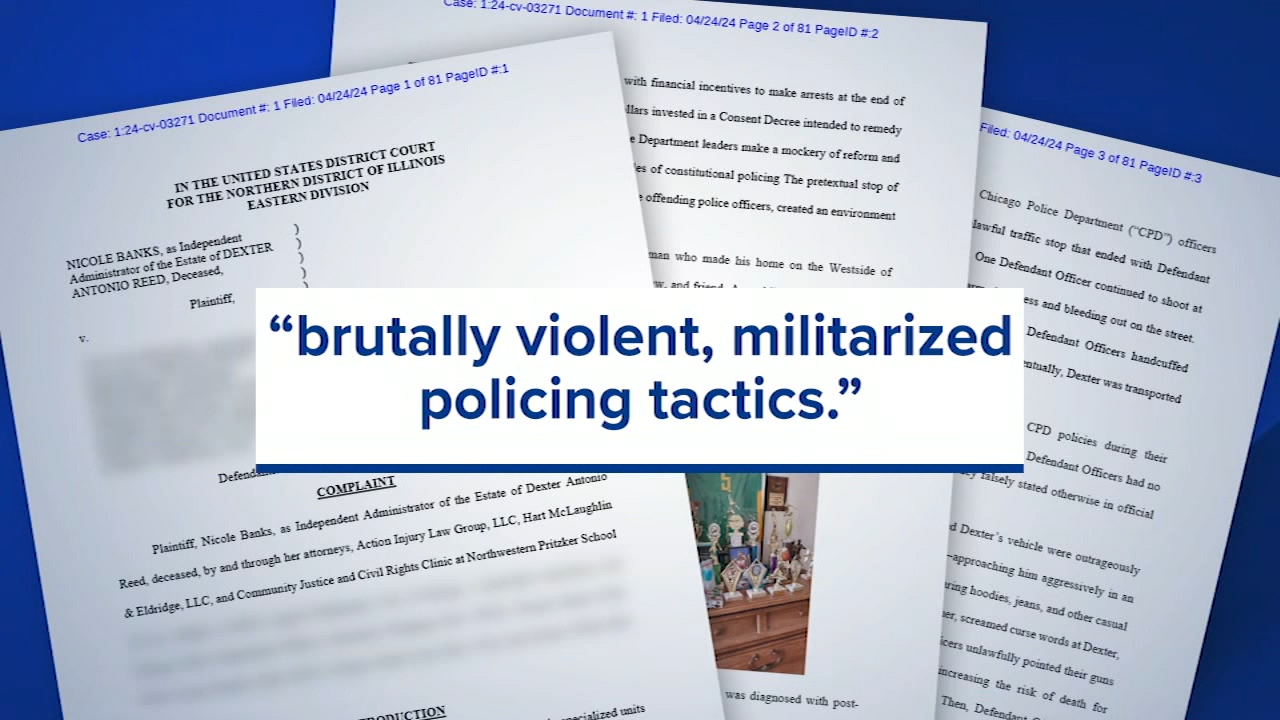 Case: 1:24-cv-03271 Document #: 1 Filed: 04/24/24 Page 1 of 81 PageID #:1
IN THE UNITED STATES DISTRICT COURT
FOR THE NORTHERN DISTRICT OF ILLINOIS
EASTERN DIVISION
NICOLE BANKS, as Independent )
Administrator of the Estate of DEXTER )
ANTONIO REED, Deceased, )
)
Plaintiff, )
v.
COMPLAINT
Plaintiff, Nicole Banks, as Independent Administrator of the Estate of Dexter Antonio
Reed, deceased, by and through her attorneys, Action Injury Law Group, LLC, Hart McLaughlin
& Eldridge, LLC, and Community Justice and Civil Rights Clinic at Northwestern Pritzker School
specialized units
“brutally violent, militarized
policing tactics.”
Case: 1:24-cv-03271 Document #: 1 Filed: 04/24/24 Page 2 of 81 PageID #:2
with financial incentives to make arrests at the end of
invested in a Consent Decree intended to remedy
Department leaders make a mockery of reform and
of constitutional policing The pretextual stop of
offending police officers, created an environment
who made his home on the Westside of
and friend.
was diagnosed with post-
Filed: 04/24/24 Page 3 of 81 PageID #:3
Chicago Police Department (“CPD”) officers
traffic stop that ended with Defendant
One Defendant Officer continued to shoot at
and bleeding out on the street.
Defendant Officers handcuffed
Dexter was transported
CPD policies during their
Defendant Officers had no
falsely stated otherwise in official
Dexter’s vehicle were outrageously
approaching him aggressively in an
hoodies, jeans, and other casual
screamed curse words at Dexter,
unlawfully pointed their guns
increasing the risk of death for
Then,